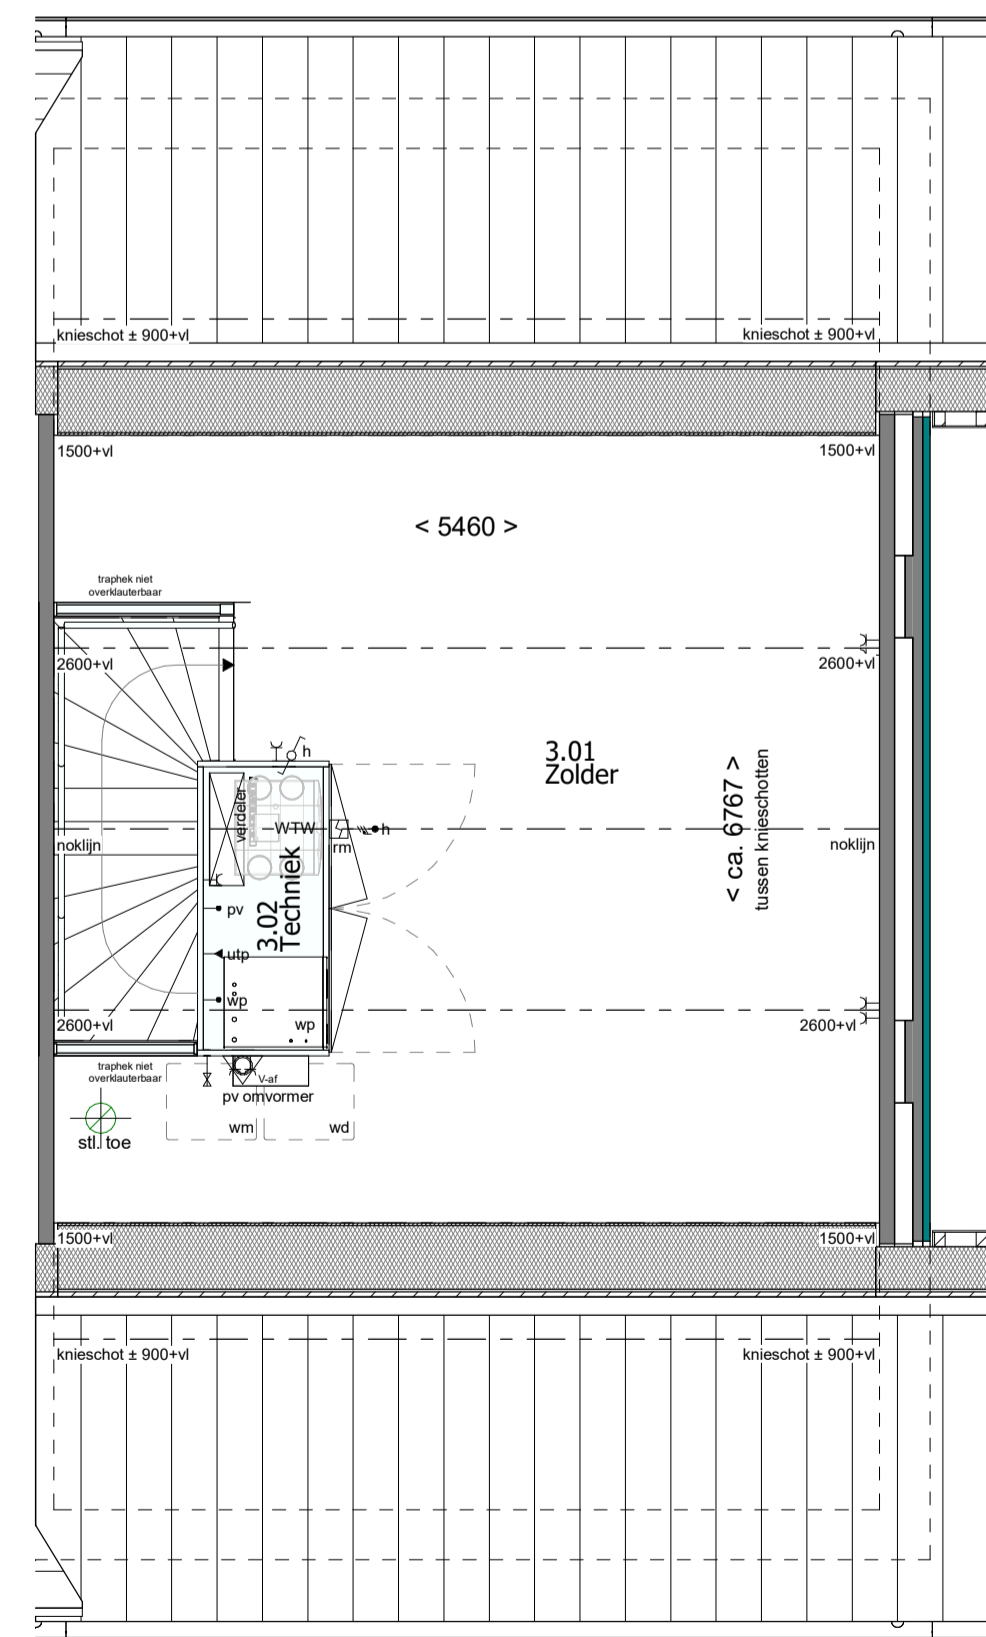 knieschot ± 900+vl
knieschot ± 900+vl
1500+vl
1500+vl
< 5460 >
traphek niet
overklauterbaar
2600+vl
2600+vl
3.01
Zolder
h
verdeler
WTW
h
rm
noklijn
noklijn
< ca. 6767 >
tussen knieschotten
3.02
Techniek
pv
utp
wp
wp
2600+vl
2600+vl
traphek niet
overklauterbaar
V-af
pv omvormer
wm
wd
stl. toe
1500+vl
1500+vl
knieschot ± 900+vl
knieschot ± 900+vl